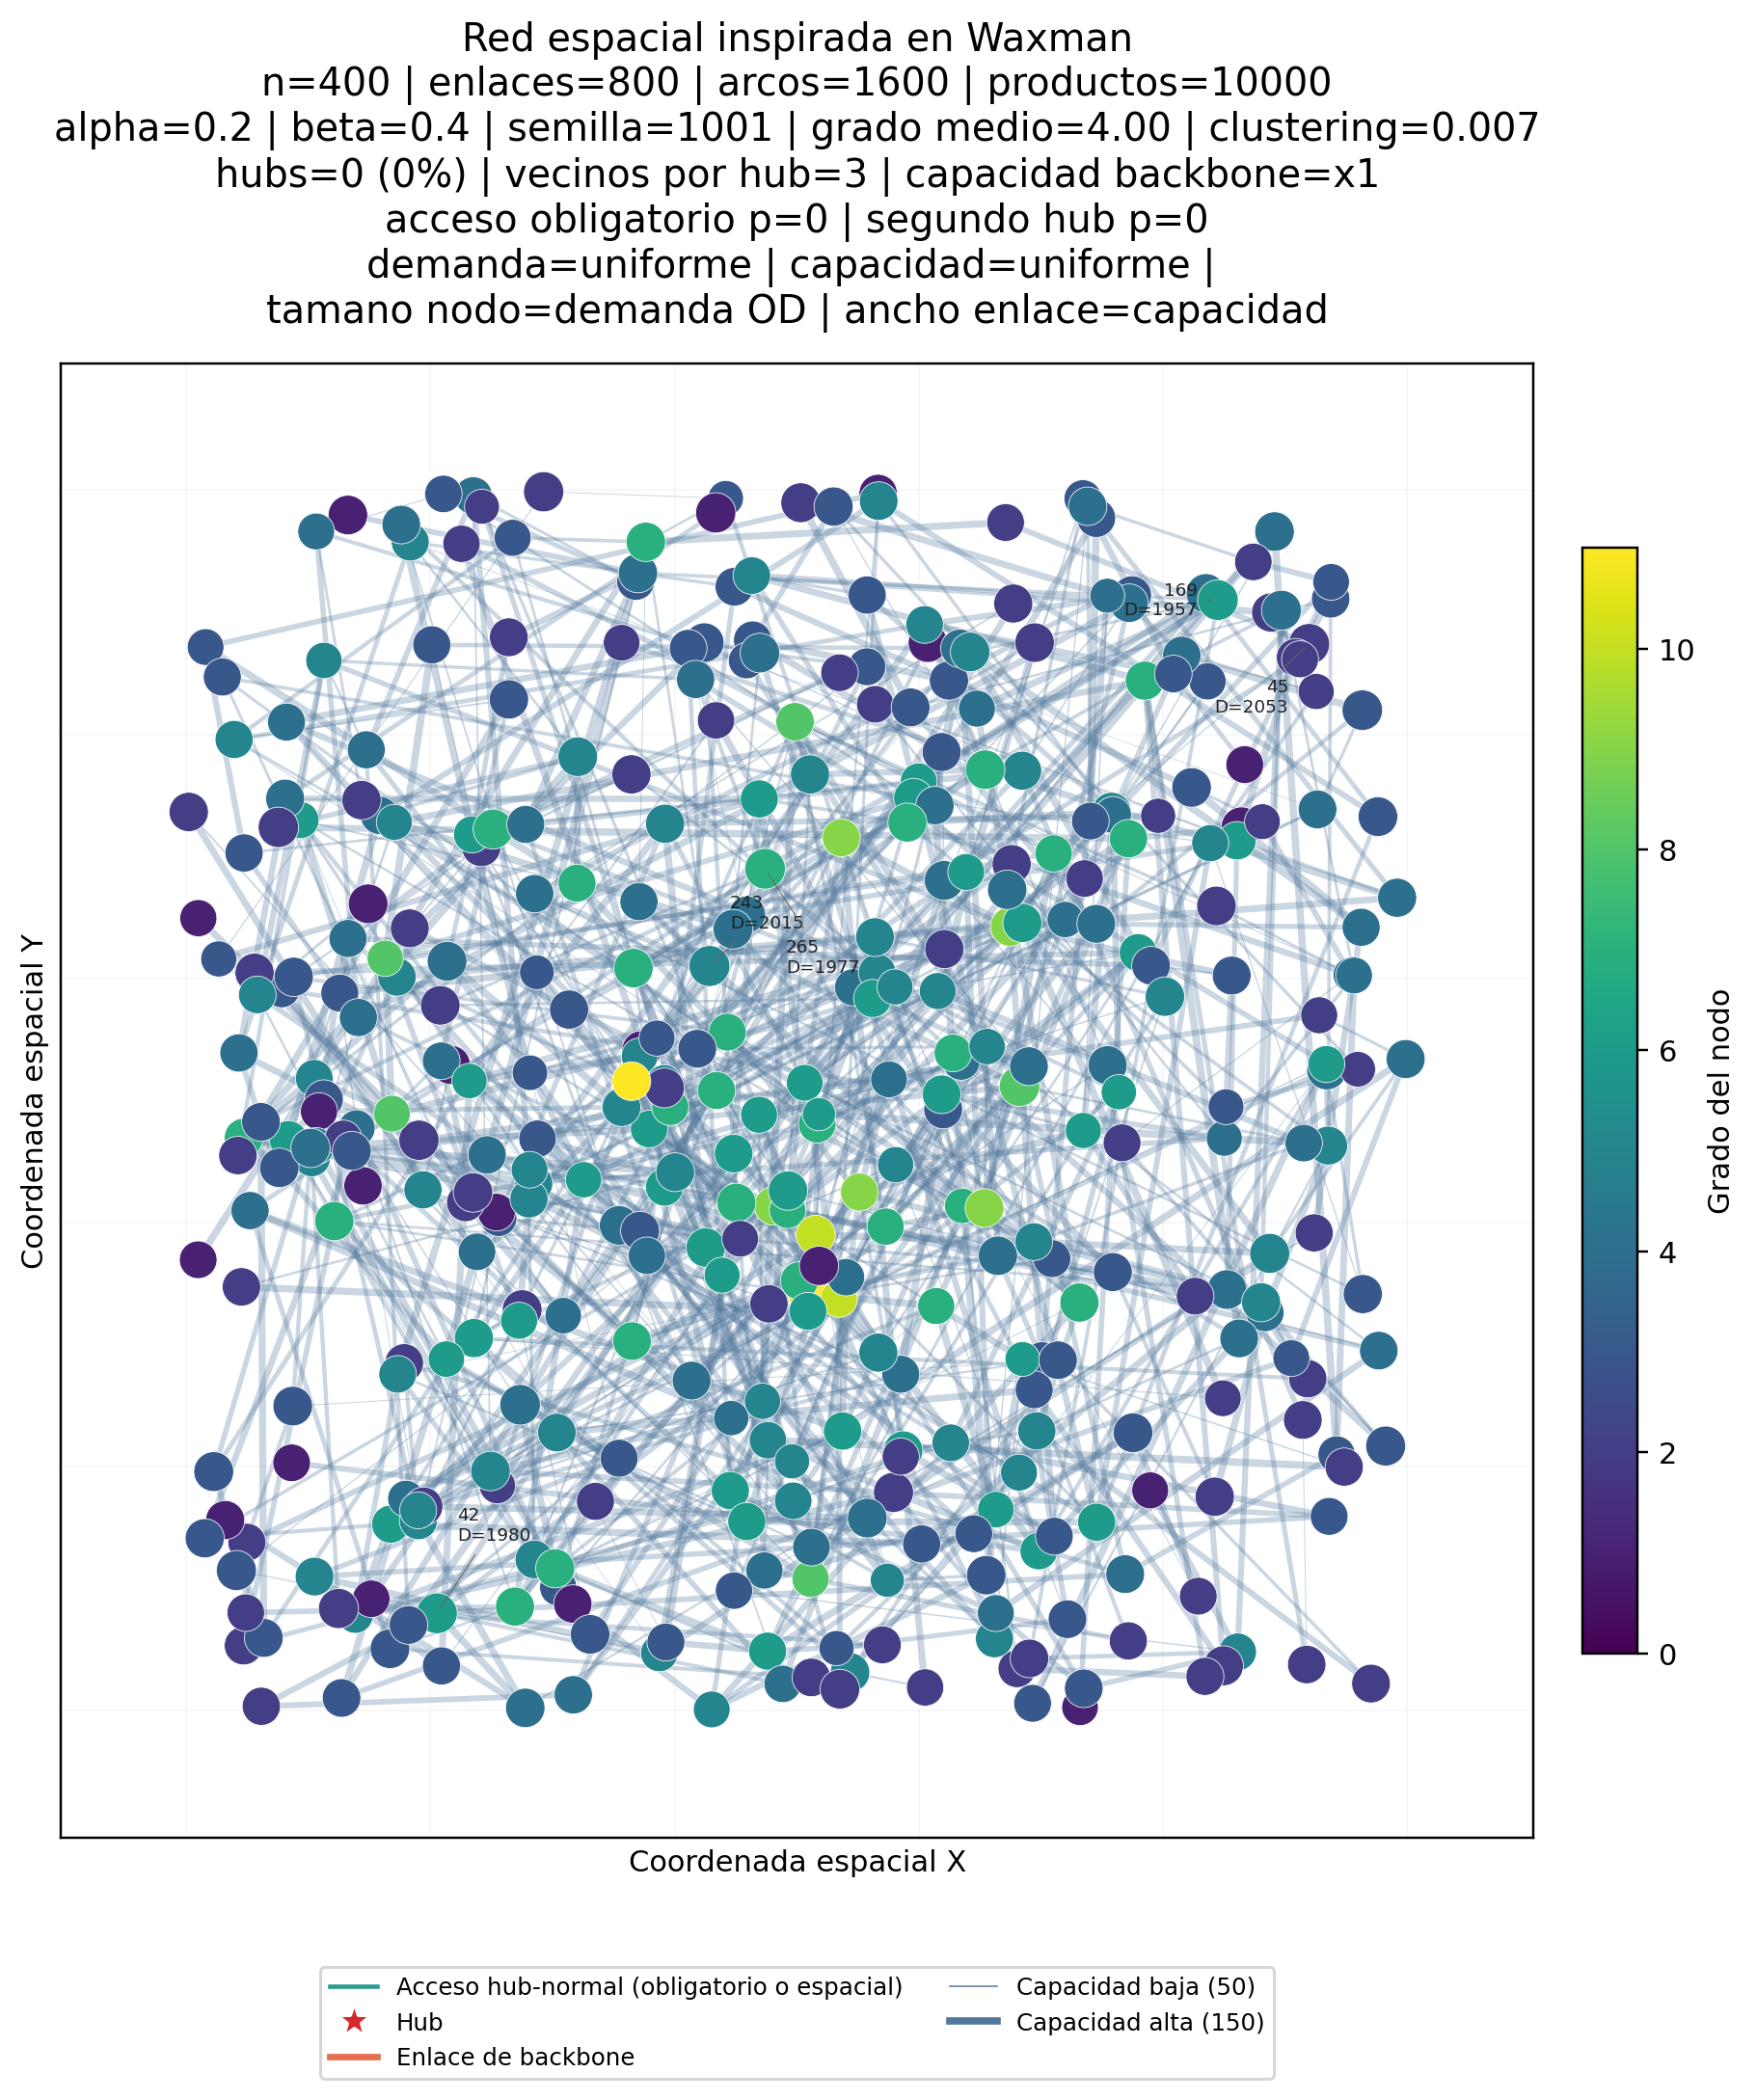 Red espacial inspirada en Waxman
n=400 | enlaces=800 | arcos=1600 | productos=10000
alpha=0.2 | beta=0.4 | semilla=1001 | grado medio=4.00 | clustering=0.007
hubs=0 (0%) | vecinos por hub=3 | capacidad backbone=x1
acceso obligatorio p=0 | segundo hub p=0
demanda=uniforme | capacidad=uniforme |
tamano nodo=demanda OD | ancho enlace=capacidad
169
D=1957
45
D=2053
243
D=2015
265
D=1977
42
D=1980
Coordenada espacial Y
Coordenada espacial X
10
8
6
4
2
0
Grado del nodo
Acceso hub-normal (obligatorio o espacial)
Hub
Enlace de backbone
Capacidad baja (50)
Capacidad alta (150)